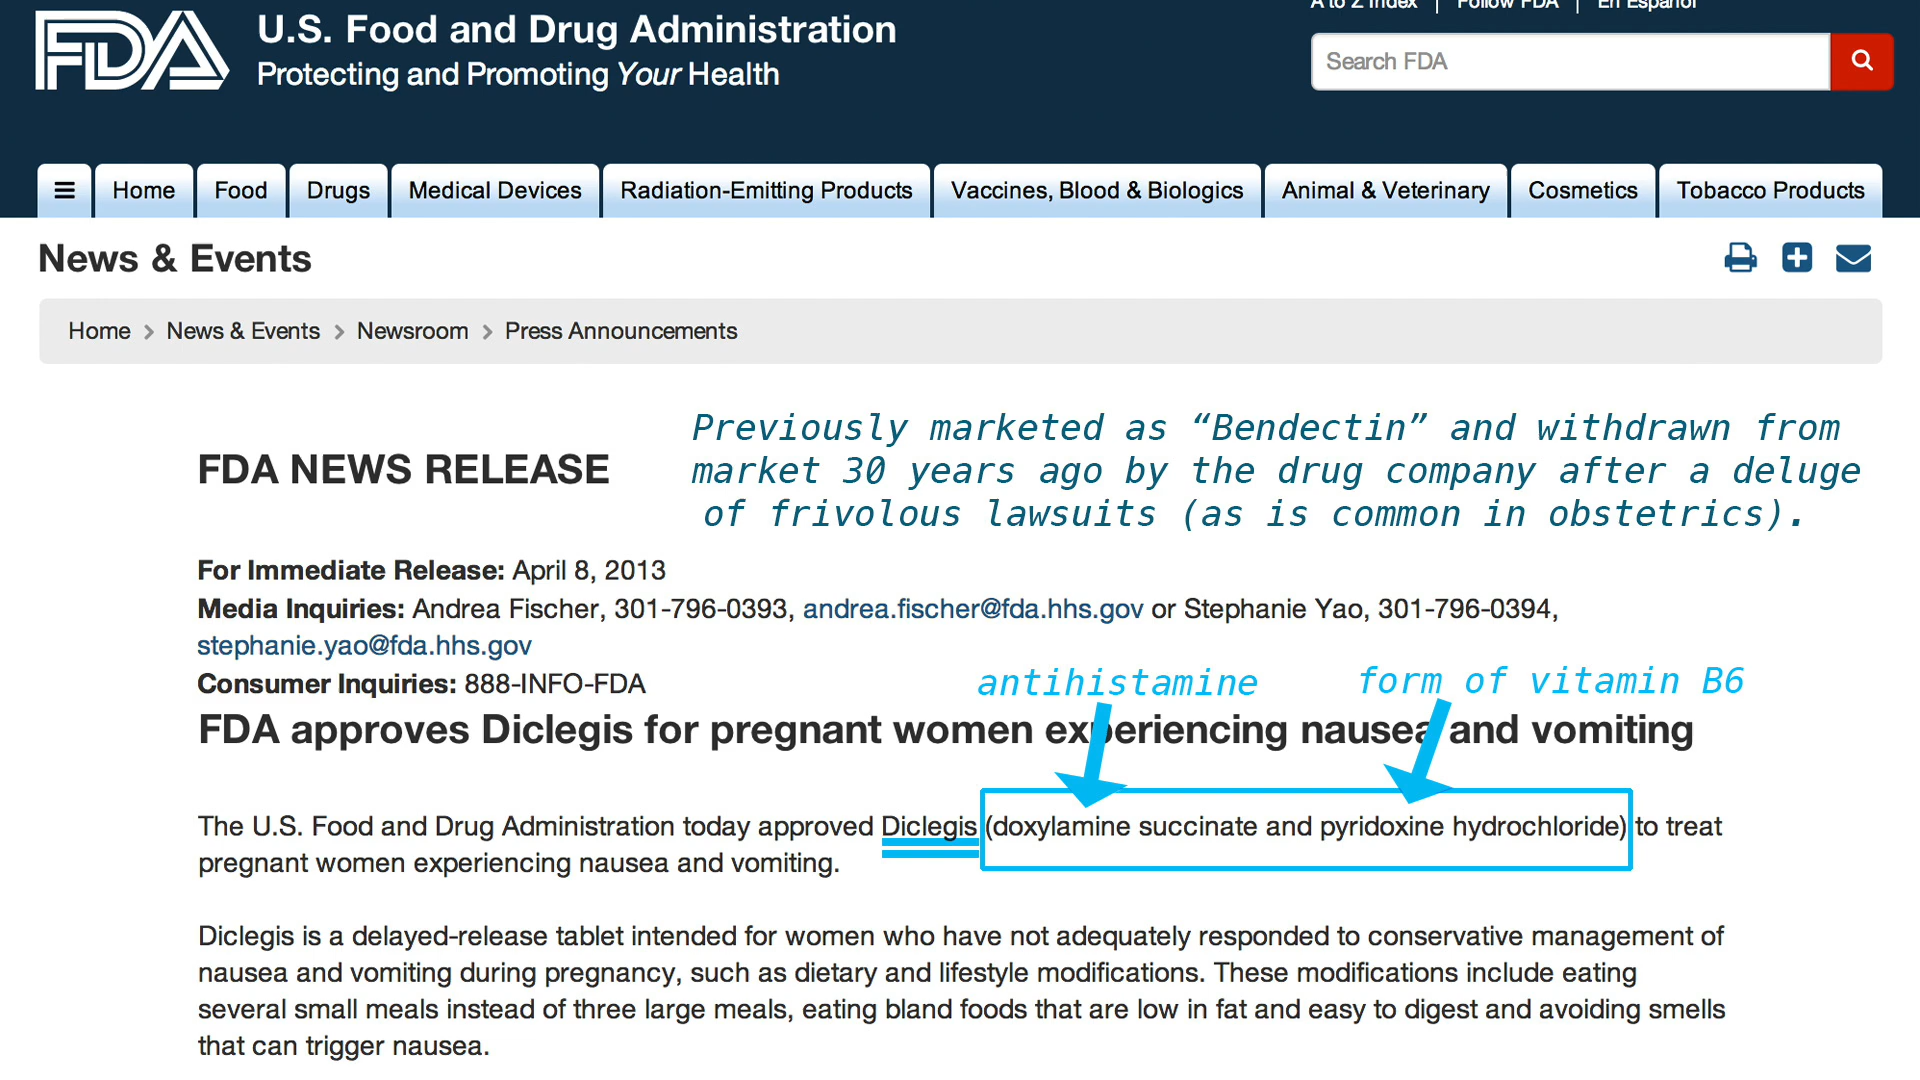 A to Z Index | Follow FDA | En Español
FDA
U.S. Food and Drug Administration
Protecting and Promoting Your Health
Search FDA
Home Food Drugs Medical Devices Radiation-Emitting Products Vaccines, Blood & Biologics Animal & Veterinary Cosmetics Tobacco Products
News & Events
Home > News & Events > Newsroom > Press Announcements
Previously marketed as “Bendectin” and withdrawn from
market 30 years ago by the drug company after a deluge
of frivolous lawsuits (as is common in obstetrics).
FDA NEWS RELEASE
For Immediate Release: April 8, 2013
Media Inquiries: Andrea Fischer, 301-796-0393, andrea.fischer@fda.hhs.gov or Stephanie Yao, 301-796-0394,
stephanie.yao@fda.hhs.gov
Consumer Inquiries: 888-INFO-FDA
antihistamine
form of vitamin B6
FDA approves Diclegis for pregnant women experiencing nausea and vomiting
The U.S. Food and Drug Administration today approved Diclegis (doxylamine succinate and pyridoxine hydrochloride) to treat
pregnant women experiencing nausea and vomiting.
Diclegis is a delayed-release tablet intended for women who have not adequately responded to conservative management of
nausea and vomiting during pregnancy, such as dietary and lifestyle modifications. These modifications include eating
several small meals instead of three large meals, eating bland foods that are low in fat and easy to digest and avoiding smells
that can trigger nausea.